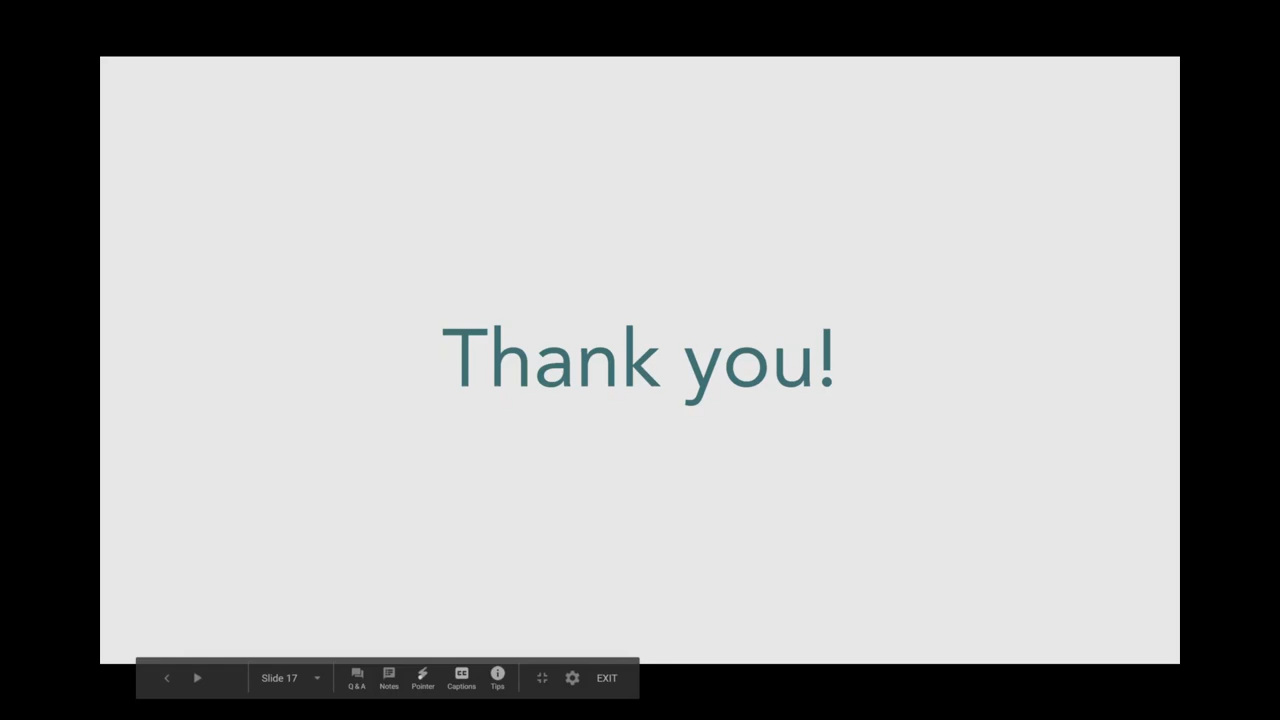 Thank you!
Slide 17
Q & A
Notes
Pointer
Captions
Tips
EXIT